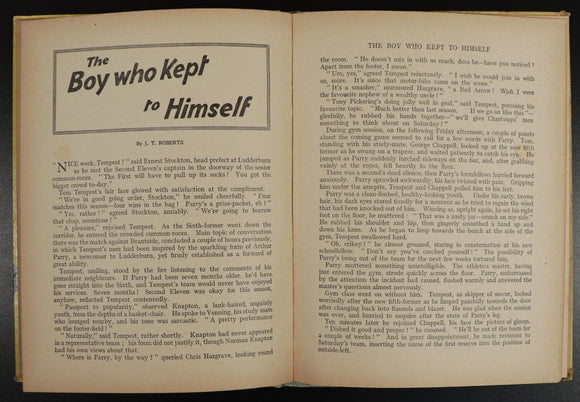 The
Boy who Kept
to Himself
By J. T. ROBERTS
"NICE work, Tempest!" said Ernest Stockton, head prefect at Ludderburn
as he met the Second Eleven's captain in the doorway of the senior
common-room. "The First will have to pull up the socks! You got the
bigger crowd to-day."
Tom Tempest's fair face glowed with satisfaction at the compliment.
"We're in good going order, Stockton," he smiled cheerfully. "Your
matches this season—four wins in the bag! Parry's a prize-packet, eh?"
"Yes, rather!" agreed Stockton, amiably. "We're going to borrow
that chap, sometime!"
"A pleasure," rejoined Tempest. As the Sixth-former went down the
corridor, he entered the common-room. Main topic of conversation
there was the match against Brantside, concluded a couple of hours previously,
in which Tempest's men had been inspired by the sparkling form of Arthur
Parry, a newcomer to Ludderburn, yet firmly established as a forward of
great ability.
Tempest, smiling, stood by the fire listening to the comments of his
immediate friends. If Parry had been seven months older, he'd have
gone straight into the Sixth, and Tempest's team would never have enjoyed
his services. Seven months! Second Elevens was okay for this season,
anyhow, reflected Tempest contentedly.
"Passport to popularity," observed Knapton, a lank-haired, ungainly
youth, from the depths of a basket-chair. He spoke to Venning, his study mate
who lounged nearby, and his tone was sarcastic. "A pretty performance
on the footer-field!"
"Naturally," said Tempest, rather shortly. Knapton had never appeared
in a representative team; his form did not justify it, though Norman Knapton
had his own views about that.
"Where is Parry, by the way?" queried Chris Hargrave, looking round
THE BOY WHO KEPT TO HIMSELF
the room. "He doesn't mix in with us much, does he—have you noticed?
Apart from the footer, I mean."
"Um, yes," agreed Tempest reluctantly. "I wish he would join in with
us, more. It's since that motor-bike came on the scene."
"It's a smasher," murmured Hargrave, "a Red Arrow! Wish I were
the favourite nephew of a wealthy uncle!"
"Tony Pickering's doing jolly well in goal," said Tempest, pursuing his
favourite topic. "Much better than last season. If we go on like this"—
gleefully, he rubbed his hands together—"we'll give Chartways' men
something to think about on Saturday!"
During gym session, on the following Friday afternoon, a couple of points
about the coming game seemed to call for a few words with Parry. Tom,
standing with his study-mate, George Chappell, looked up at the new fifth
former as he swung on a rope, and waited patiently to catch his eye. He
jumped as Parry suddenly lurched sideways on the bar, and, after grabbing
vainly at the ropes, fell heavily to the floor.
There was a second's dead silence, then Parry's formfellows hurried forward
anxiously. Parry sprawled awkwardly, his face twisted with pain. Gripping
him under the armpits, Tempest and Chappell pulled him to his feet.
Parry was a clean-limbed, healthy-looking youth. Under his curly, brown
hair, his dark eyes stared fixedly for a moment as he tried to regain the wind
that had been knocked out of him. Wincing as, upright again, he set his right
foot on the floor, he muttered: "That was a nasty jar—smack on my side."
He rubbed his shoulder and hip, then gingerly smoothed a hand up and
down his knee. As he began to limp towards the bench at the side of the
gym, Tempest swallowed hard.
"Oh, crikey!" he almost groaned, staring in consternation at his new
schoolfellow. "Don't say you've crocked yourself!" The possibility of
Parry's being out of the team for the next few weeks tortured him.
Parry muttered something unintelligible. The athletics master, having
just entered the gym, strode quickly across the floor. Parry, embarrassed
by the attention the incident had caused, flushed warmly and answered the
master's questions almost nervously.
Gym class went on without him. Tempest, as skipper of soccer, looked
worriedly after the new fifth-former as he limped painfully towards the door
after changing back into flannels and blazer. He was glad when the session
was over, and hurried to enquire after the state of Parry's leg.
Ten minutes later he rejoined Chappell, his face the picture of gloom.
"Dished it good and proper!" he moaned. "He'll be out of the team for
a couple of weeks!" And in great disappointment, he made revision to
Saturday's team, inserting the name of the first reserve into the position of
outside-left.